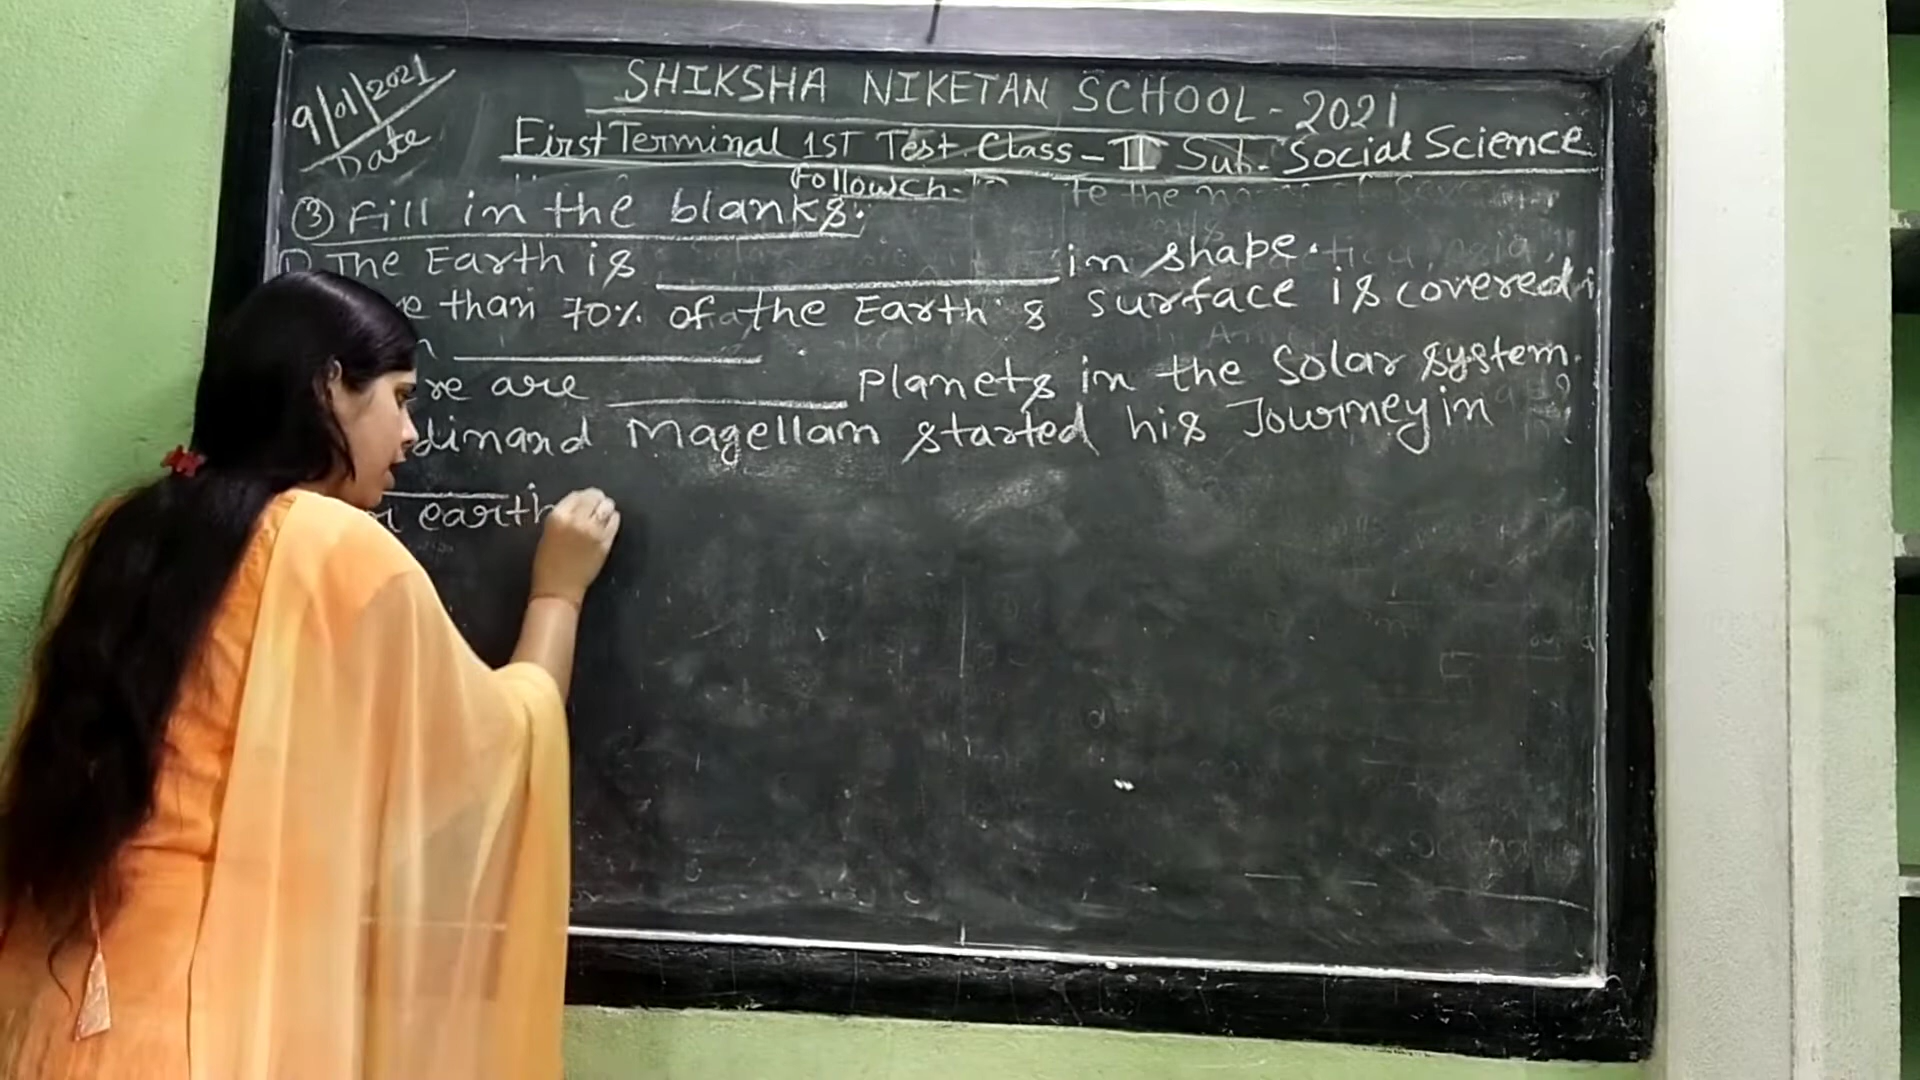 SHIKSHA NIKETAN SCHOOL - 2021
9/01/2021
Date
First Terminal 1ST Test Class - II Sub - Social Science
Follow ch -
③ Fill in the blanks:
The Earth is ____________ in shape.
than 70% of the Earth's surface is covered
____________ .
are ________ planets in the Solar system.
Magellan started his Journey in
earth